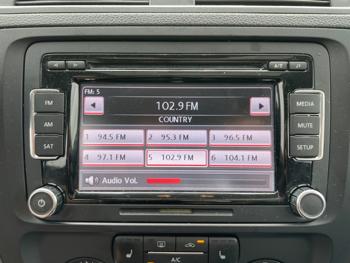 FM: 5
FM
AM
SAT
102.9 FM
COUNTRY
1 94.5 FM 2 95.3 FM 3 96.5 FM
4 97.1 FM 5 102.9 FM 6 104.1 FM
Audio Vol.
MEDIA
MUTE
SETUP
A/C